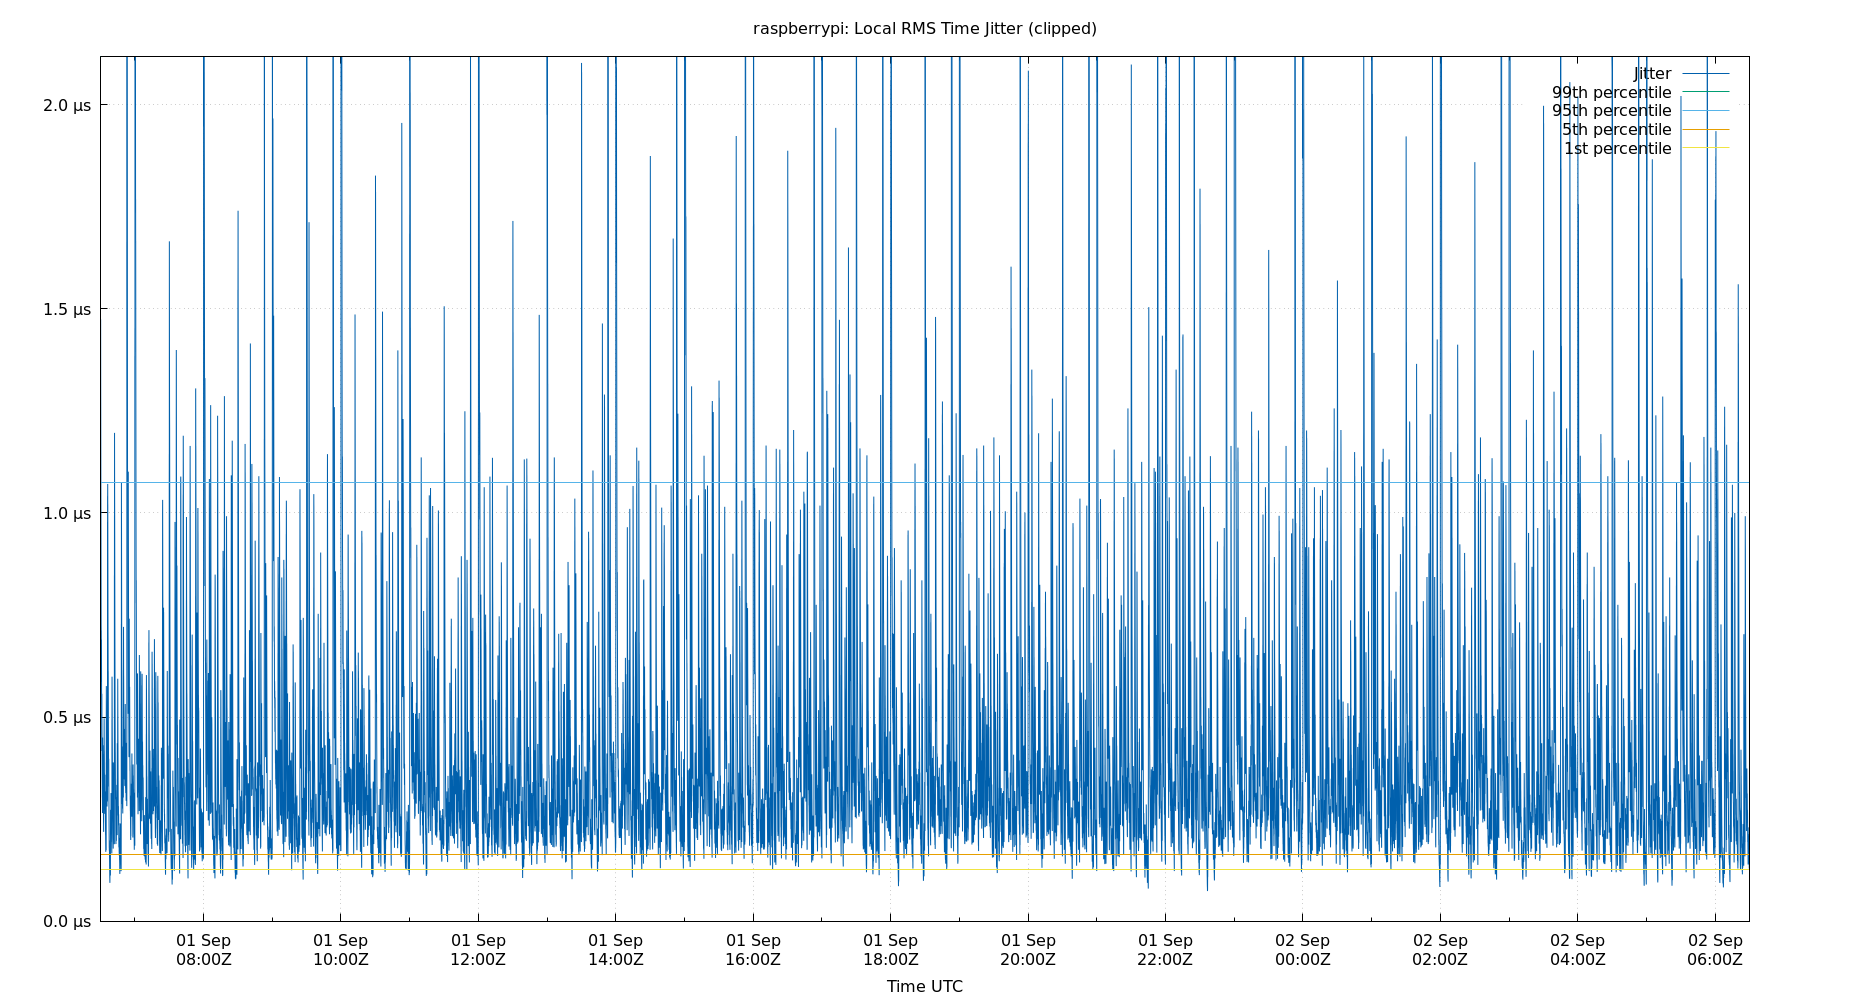 raspberrypi: Local RMS Time Jitter (clipped)
Jitter
99th percentile
95th percentile
5th percentile
1st percentile
2.0 μs
1.5 μs
1.0 μs
0.5 μs
0.0 μs
01 Sep 01 Sep 01 Sep 01 Sep 01 Sep 01 Sep 01 Sep 01 Sep 02 Sep 02 Sep 02 Sep 02 Sep
08:00Z 10:00Z 12:00Z 14:00Z 16:00Z 18:00Z 20:00Z 22:00Z 00:00Z 02:00Z 04:00Z 06:00Z
Time UTC